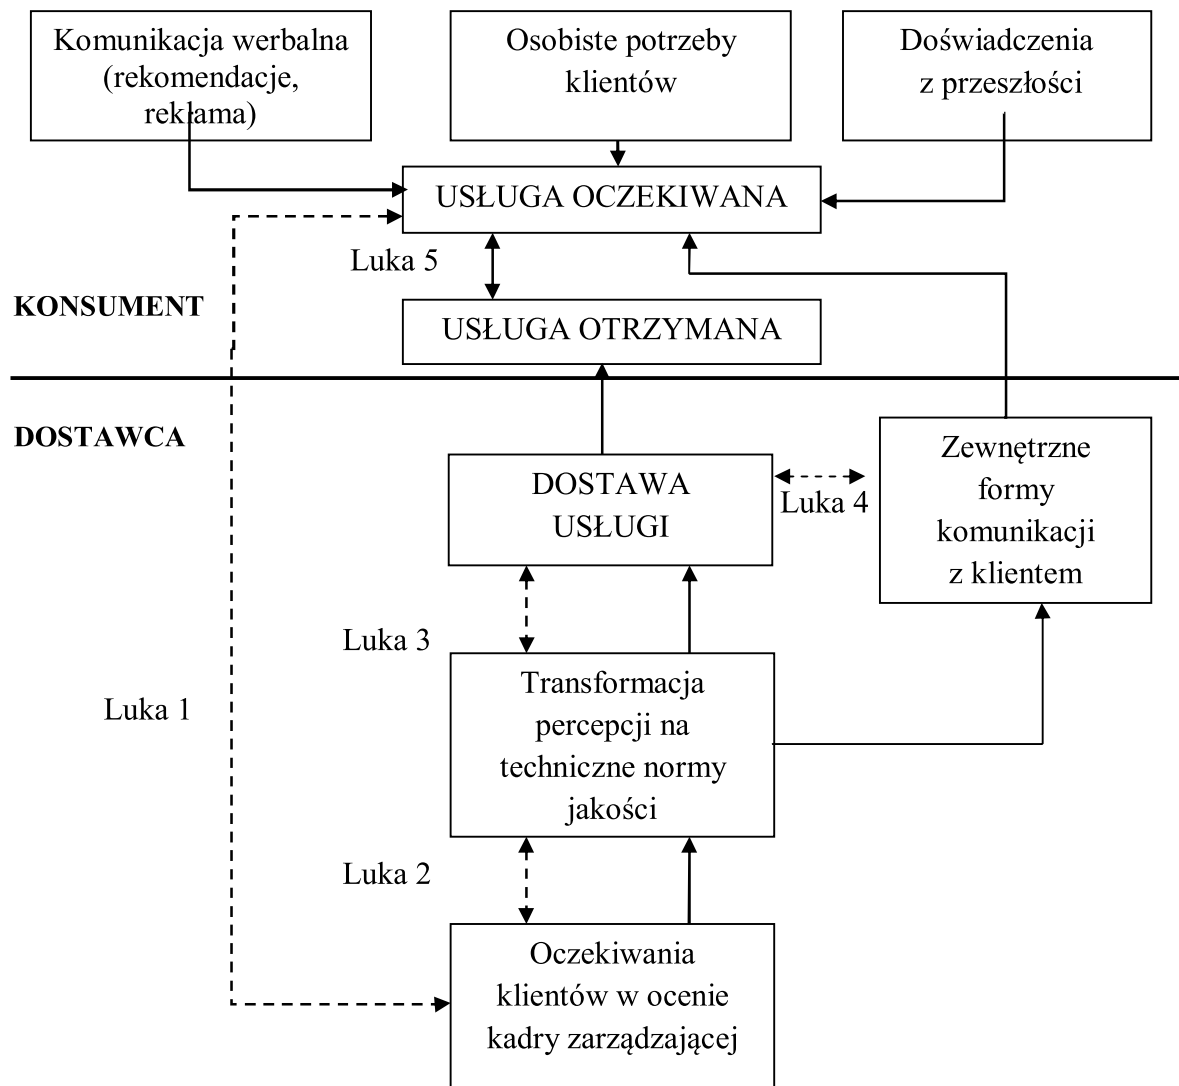 Komunikacja werbalna
(rekomendacje,
reklama)
Osobiste potrzeby
klientów
Doświadczenia
z przeszłości
USŁUGA OCZEKIWANA
Luka 5
KONSUMENT
USŁUGA OTRZYMANA
DOSTAWCA
DOSTAWA
USŁUGI
Luka 4
Zewnętrzne
formy
komunikacji
z klientem
Luka 3
Transformacja
percepcji na
techniczne normy
jakości
Luka 1
Luka 2
Oczekiwania
klientów w ocenie
kadry zarządzającej